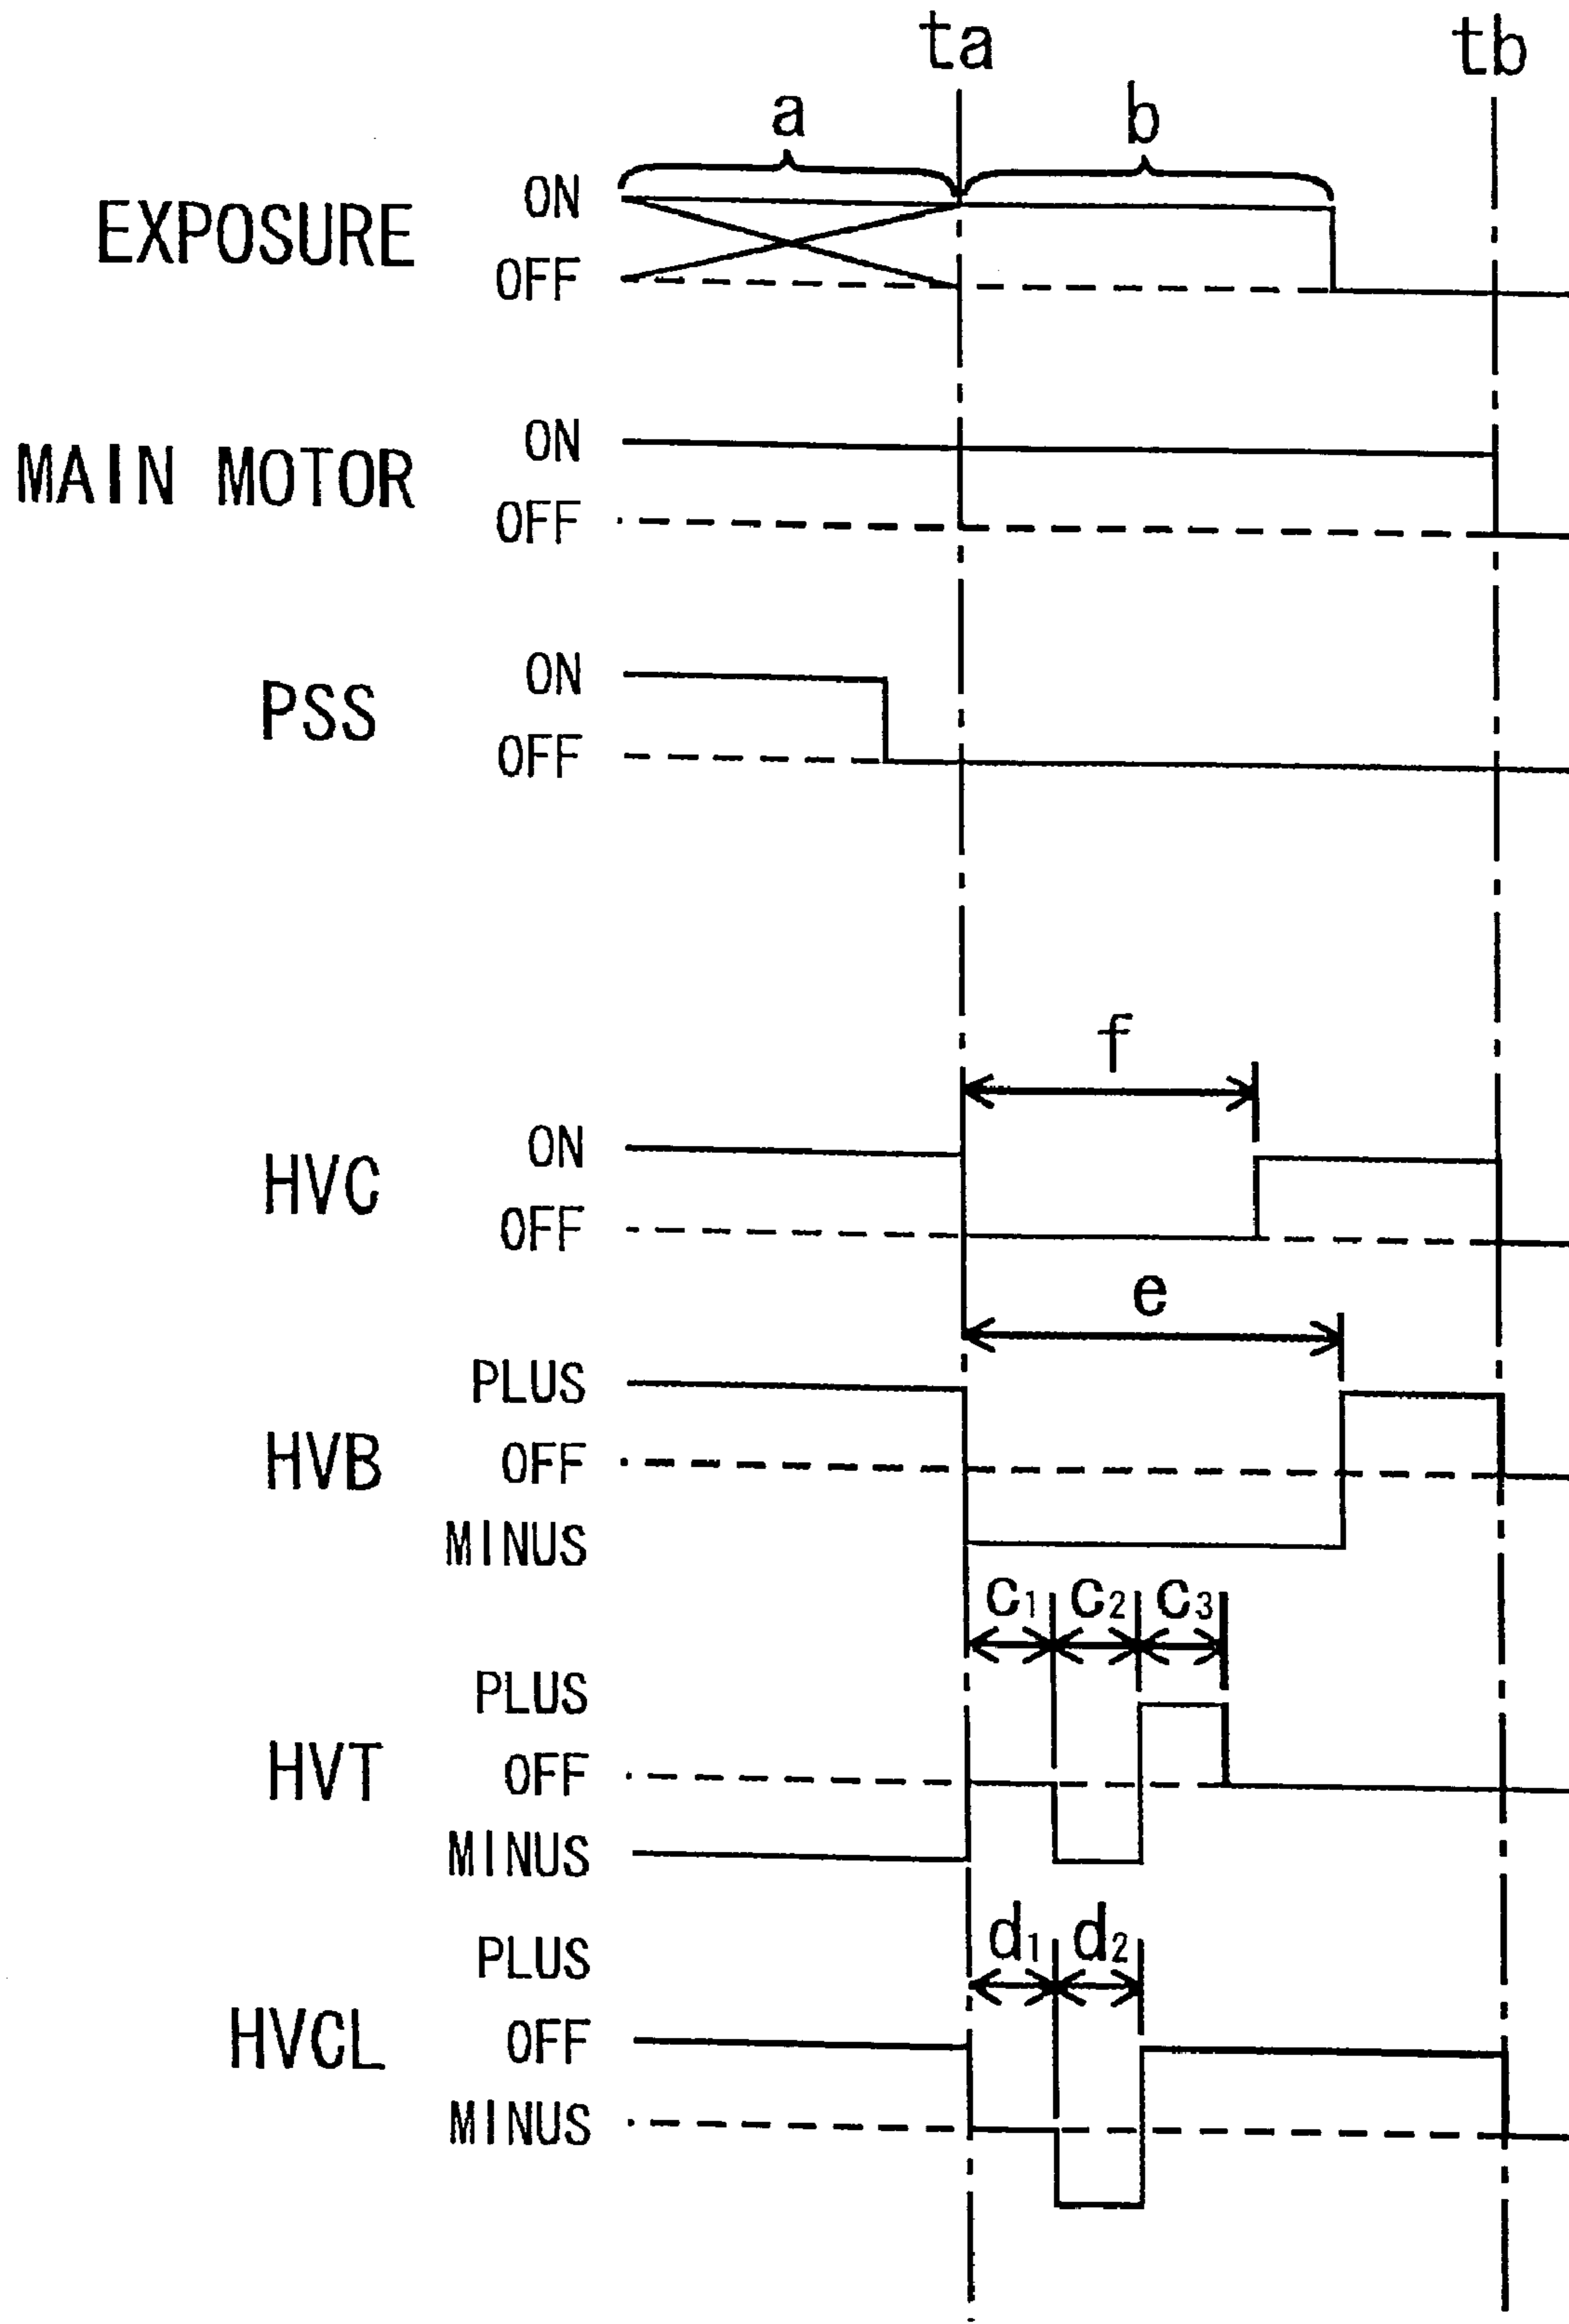 ta tb
a b
ON
EXPOSURE
OFF
ON
MAIN MOTOR
OFF
ON
PSS
OFF
f
ON
HVC
OFF
e
PLUS
HVB OFF
MINUS
c1 c2 c3
PLUS
HVT OFF
MINUS
d1 d2
PLUS
HVCL OFF
MINUS